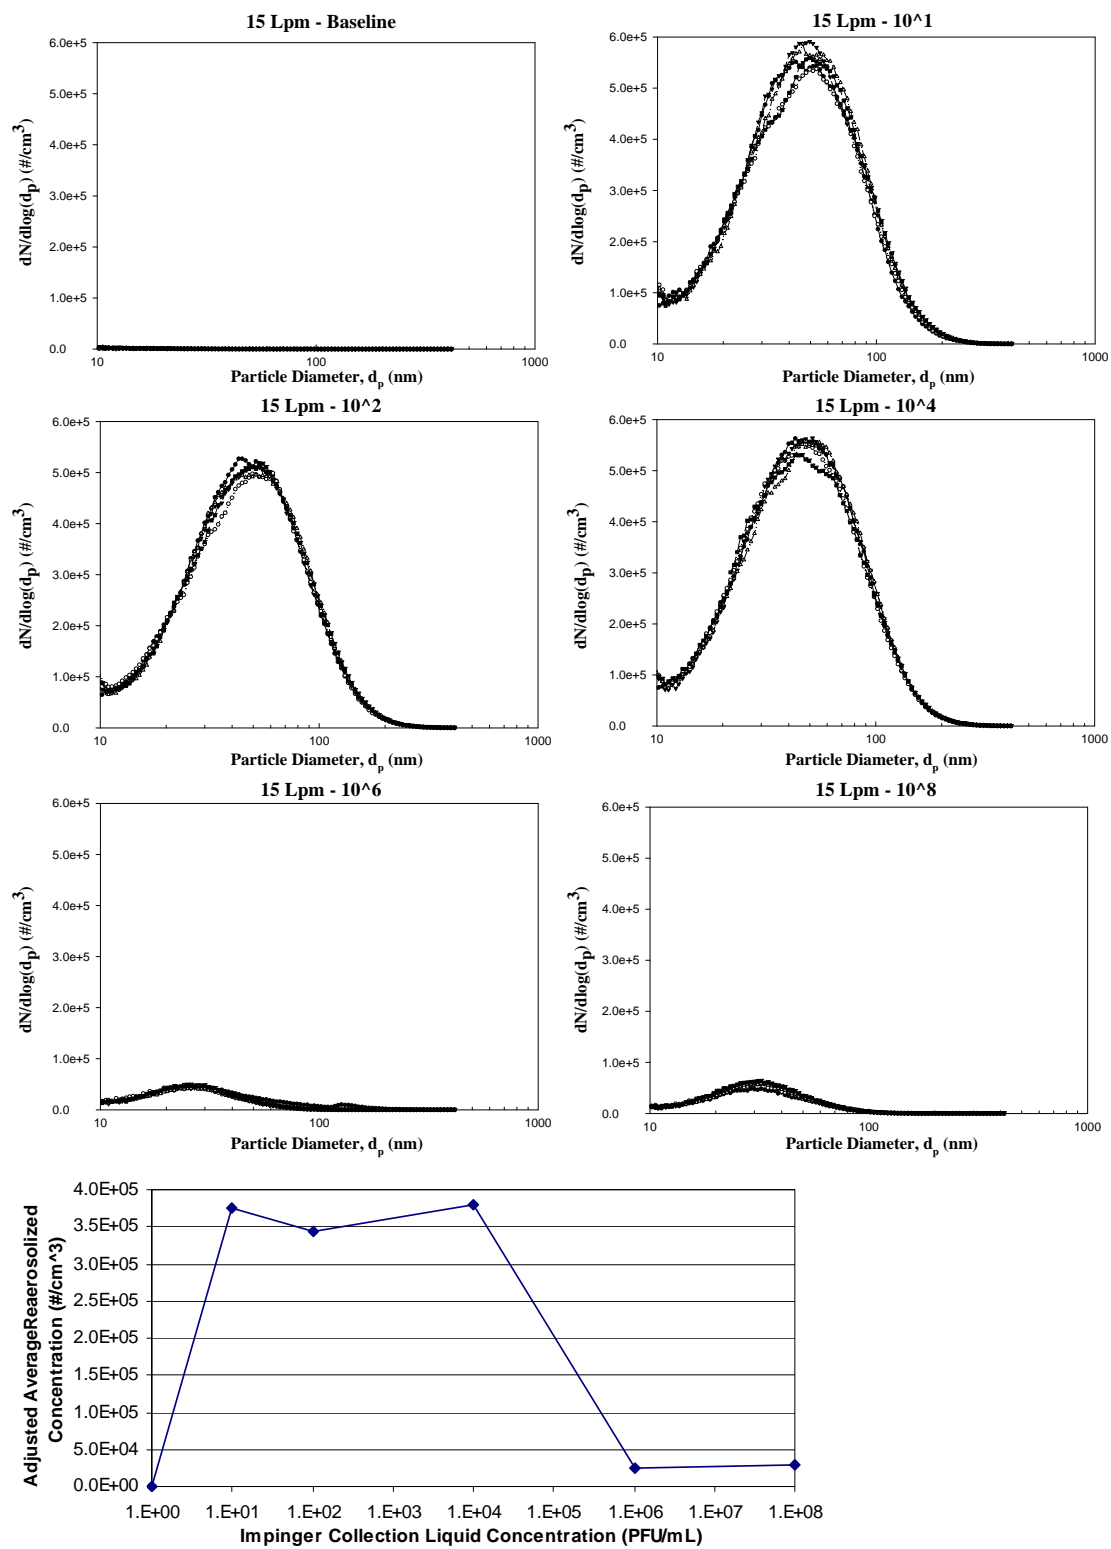 15 Lpm - Baseline
6.0e+5
5.0e+5
4.0e+5
3.0e+5
2.0e+5
1.0e+5
0.0
dN/dlog(dp) (#/cm3)
10 100 1000
Particle Diameter, dp (nm)
15 Lpm - 10^1
6.0e+5
5.0e+5
4.0e+5
3.0e+5
2.0e+5
1.0e+5
0.0
dN/dlog(dp) (#/cm3)
10 100 1000
Particle Diameter, dp (nm)
15 Lpm - 10^2
6.0e+5
5.0e+5
4.0e+5
3.0e+5
2.0e+5
1.0e+5
0.0
dN/dlog(dp) (#/cm3)
10 100 1000
Particle Diameter, dp (nm)
15 Lpm - 10^4
6.0e+5
5.0e+5
4.0e+5
3.0e+5
2.0e+5
1.0e+5
0.0
dN/dlog(dp) (#/cm3)
10 100 1000
Particle Diameter, dp (nm)
15 Lpm - 10^6
6.0e+5
5.0e+5
4.0e+5
3.0e+5
2.0e+5
1.0e+5
0.0
dN/dlog(dp) (#/cm3)
10 100 1000
Particle Diameter, dp (nm)
15 Lpm - 10^8
6.0e+5
5.0e+5
4.0e+5
3.0e+5
2.0e+5
1.0e+5
0.0
dN/dlog(dp) (#/cm3)
10 100 1000
Particle Diameter, dp (nm)
Adjusted AverageReaerosolized
Concentration (#/cm^3)
4.0E+05
3.5E+05
3.0E+05
2.5E+05
2.0E+05
1.5E+05
1.0E+05
5.0E+04
0.0E+00
1.E+00 1.E+01 1.E+02 1.E+03 1.E+04 1.E+05 1.E+06 1.E+07 1.E+08
Impinger Collection Liquid Concentration (PFU/mL)